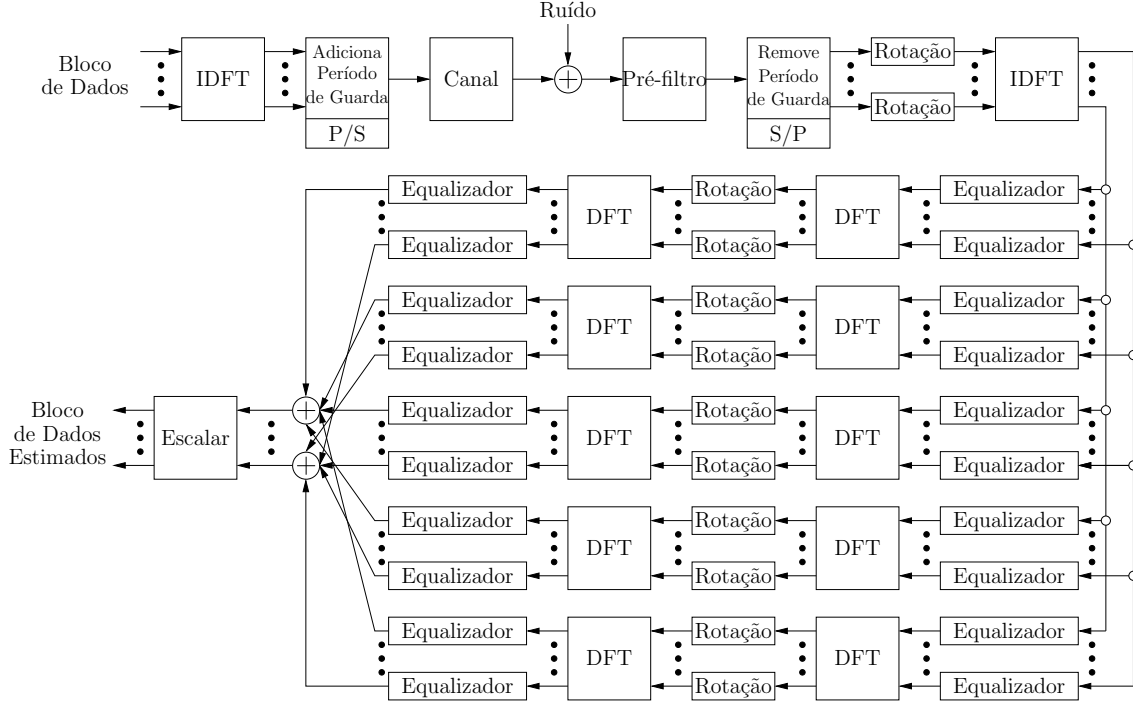 Ruído
Bloco
de Dados
IDFT
Adiciona
Período
de Guarda
P/S
Canal
+
Pré-filtro
Remove
Período
de Guarda
S/P
Rotação
Rotação
IDFT
Equalizador
DFT
Rotação
DFT
Equalizador
Equalizador
Rotação
Equalizador
Equalizador
DFT
Rotação
DFT
Equalizador
Equalizador
Rotação
Equalizador
Bloco
de Dados
Estimados
Escalar
+
+
Equalizador
DFT
Rotação
DFT
Equalizador
Equalizador
Rotação
Equalizador
Equalizador
DFT
Rotação
DFT
Equalizador
Equalizador
Rotação
Equalizador
Equalizador
DFT
Rotação
DFT
Equalizador
Equalizador
Rotação
Equalizador